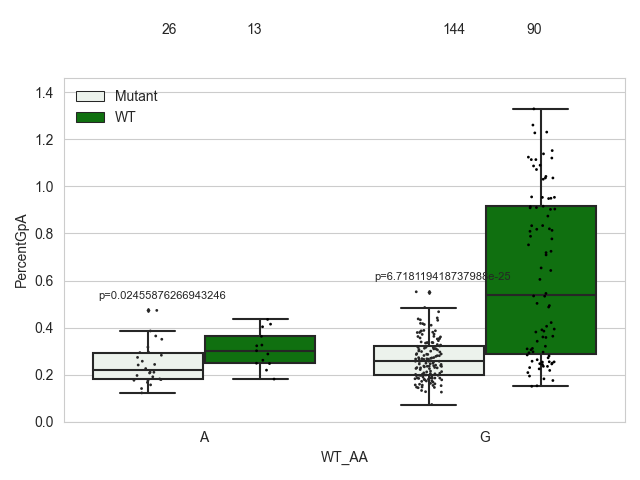 26 13 144 90
1.4
Mutant
WT
1.2
1.0
0.8
0.6
0.4
0.2
0.0
PercentGpA
p=0.02455876266943246
p=6.718119418737988e-25
A G
WT_AA